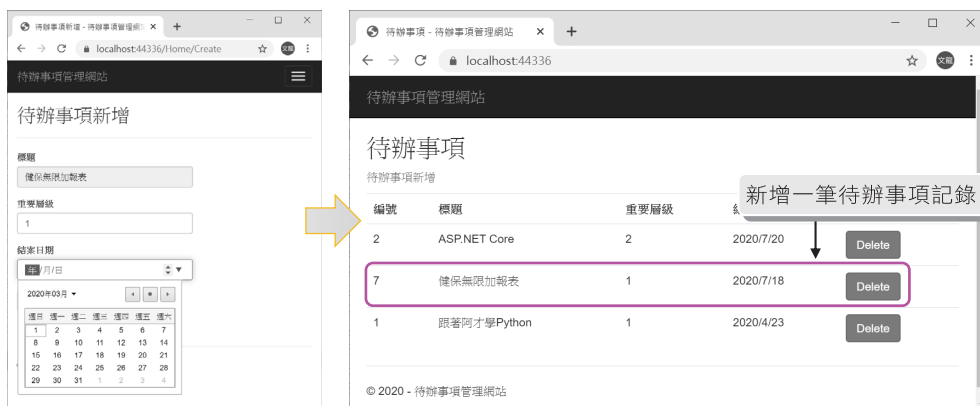 待辦事項新增 - 待辦事項管理網
localhost:44336/Home/Create
文龍
待辦事項管理網站
待辦事項新增
標題
健保無限加報表
重要層級
1
結案日期
年/月/日
2020年03月
週日 週一 週二 週三 週四 週五 週六
1 2 3 4 5 6 7
8 9 10 11 12 13 14
15 16 17 18 19 20 21
22 23 24 25 26 27 28
29 30 31 1 2 3 4
待辦事項 - 待辦事項管理網站
localhost:44336
文龍
待辦事項管理網站
待辦事項
待辦事項新增
新增一筆待辦事項記錄
編號 標題 重要層級
2 ASP.NET Core 2 2020/7/20 Delete
7 健保無限加報表 1 2020/7/18 Delete
1 跟著阿才學Python 1 2020/4/23 Delete
© 2020 - 待辦事項管理網站